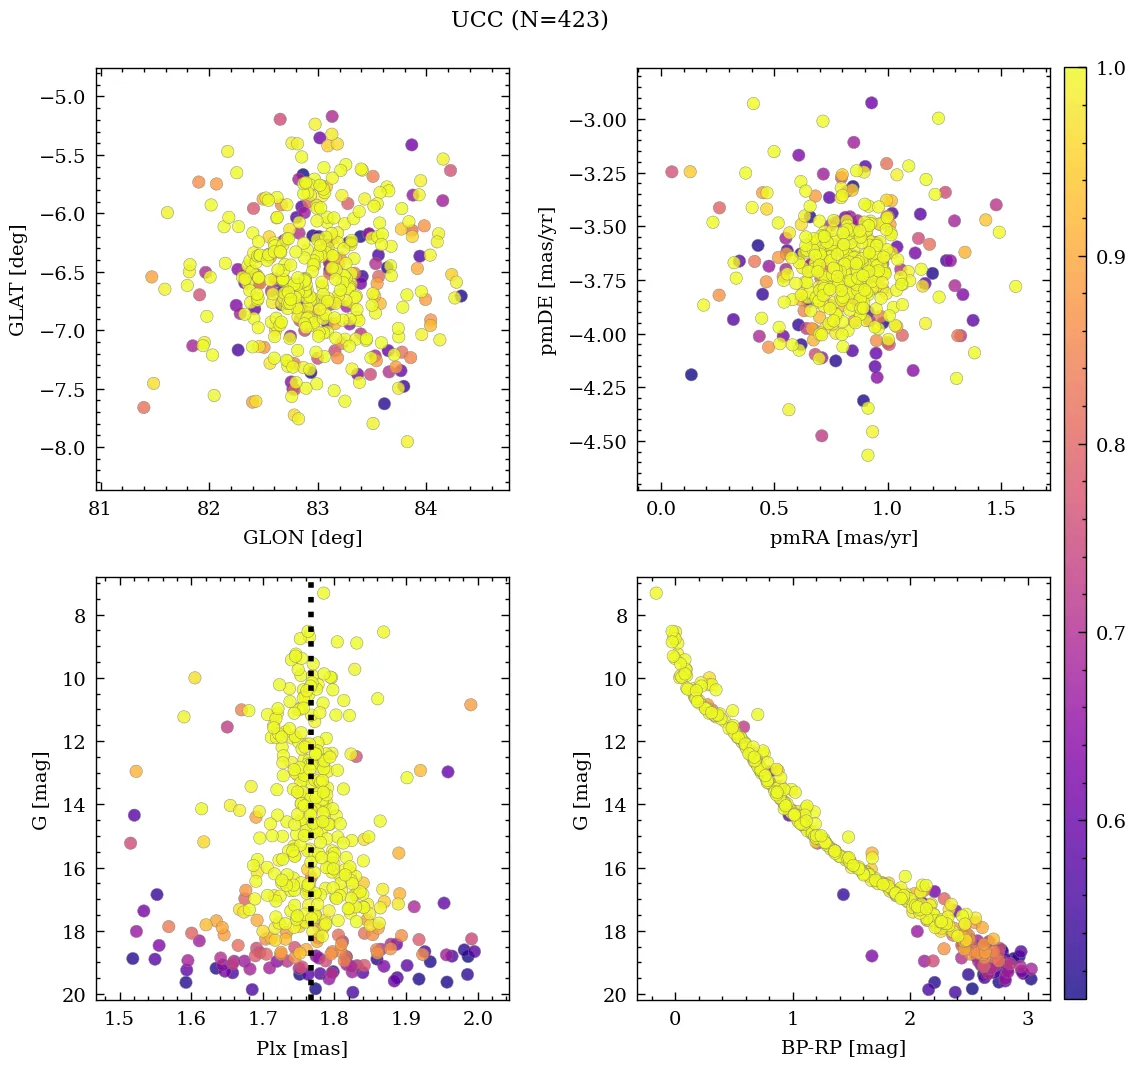 UCC (N=423)
−5.0
−5.5
−6.0
−6.5
−7.0
−7.5
−8.0
GLAT [deg]
81 82 83 84
GLON [deg]
−3.00
−3.25
−3.50
−3.75
−4.00
−4.25
−4.50
pmDE [mas/yr]
0.0 0.5 1.0 1.5
pmRA [mas/yr]
1.0
0.9
0.8
0.7
0.6
8
10
12
14
16
18
20
G [mag]
1.5 1.6 1.7 1.8 1.9 2.0
Plx [mas]
8
10
12
14
16
18
20
G [mag]
0 1 2 3
BP-RP [mag]